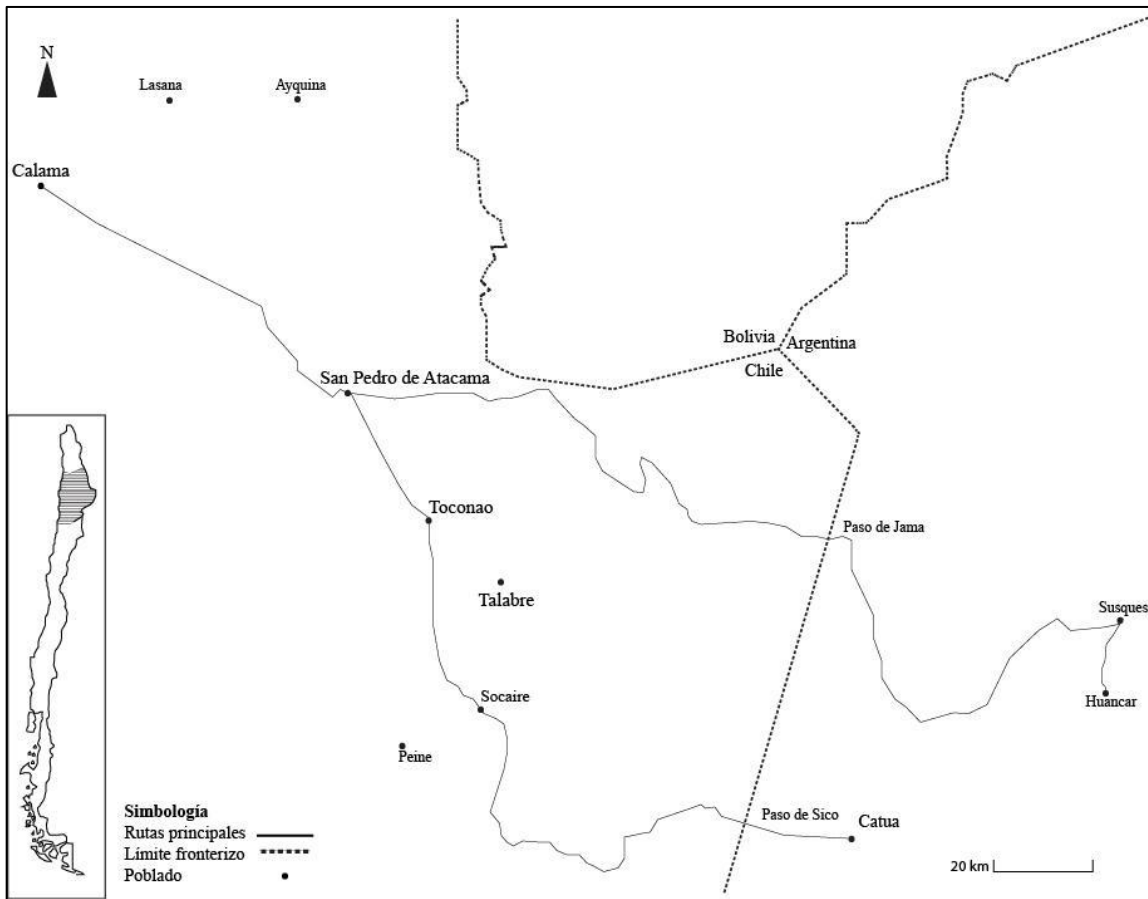 N
Lasana
Ayquina
Calama
Bolivia
Argentina
Chile
San Pedro de Atacama
Toconao
Paso de Jama
Talabre
Susques
Socaire
Huancar
Peine
Simbología
Rutas principales
Límite fronterizo
Poblado
Paso de Sico
Catua
20 km